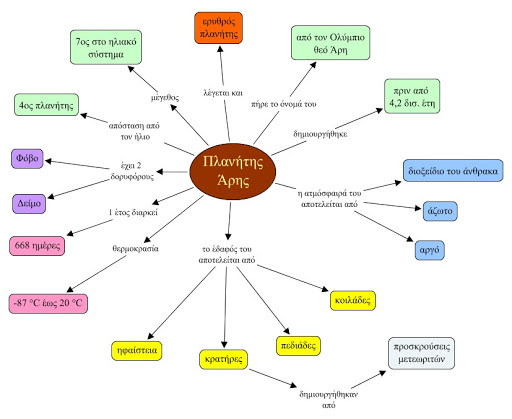 ερυθρός
πλανήτης
7ος στο ηλιακό
σύστημα
από τον Ολύμπιο
θεό Άρη
λέγεται και
μέγεθος
πήρε το όνομά του
4ος πλανήτης
πριν από
4,2 δισ. έτη
απόσταση από
τον ήλιο
δημιουργήθηκε
Πλανήτης
Άρης
Φόβο
έχει 2
δορυφόρους
διοξείδιο του άνθρακα
Δείμο
η ατμόσφαιρά του
αποτελείται από
άζωτο
1 έτος διαρκεί
668 ημέρες
θερμοκρασία
το έδαφός του
αποτελείται από
αργό
-87 °C έως 20 °C
κοιλάδες
ηφαίστεια
κρατήρες
πεδιάδες
προσκρούσεις
μετεωριτών
δημιουργήθηκαν
από